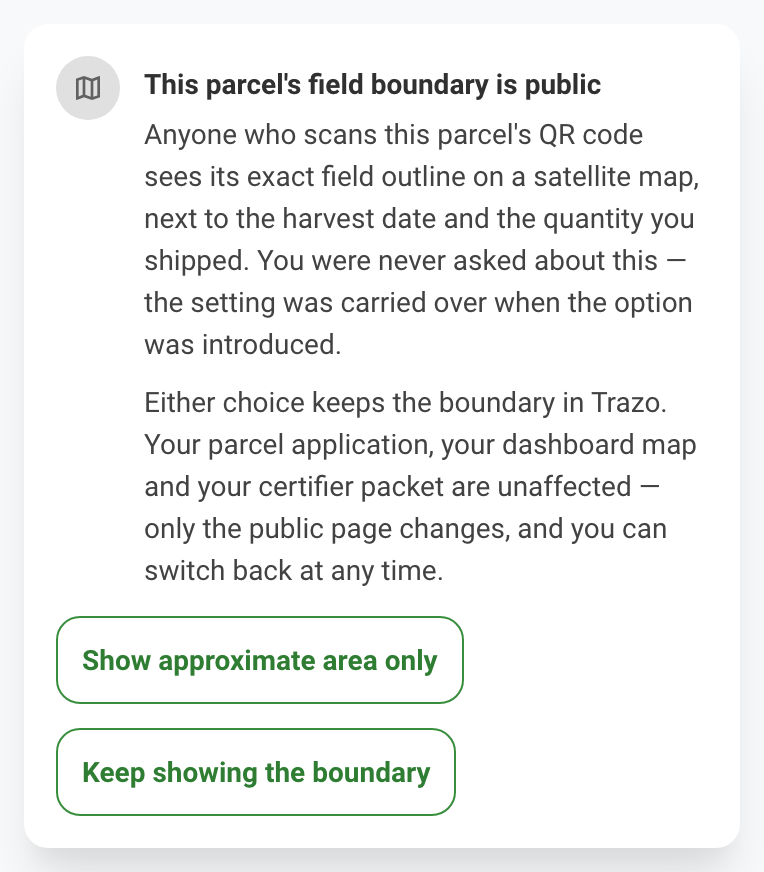 This parcel's field boundary is public
Anyone who scans this parcel's QR code
sees its exact field outline on a satellite map,
next to the harvest date and the quantity you
shipped. You were never asked about this —
the setting was carried over when the option
was introduced.
Either choice keeps the boundary in Trazo.
Your parcel application, your dashboard map
and your certifier packet are unaffected —
only the public page changes, and you can
switch back at any time.
Show approximate area only
Keep showing the boundary